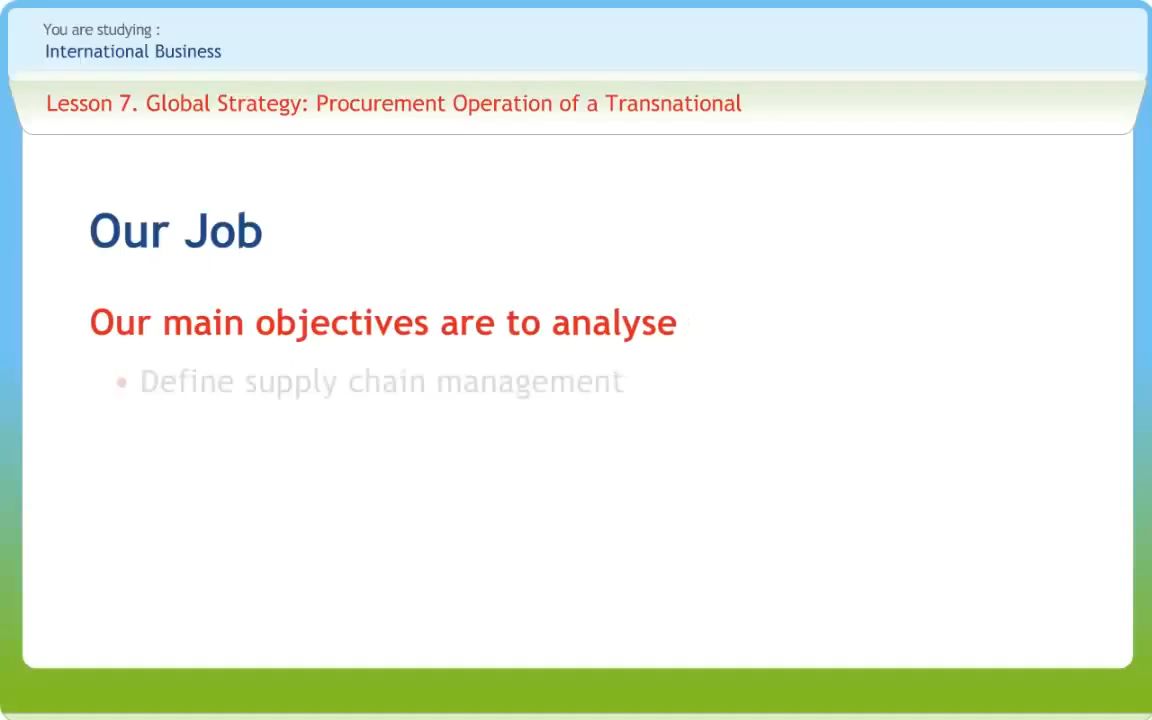 You are studying :
International Business
Lesson 7. Global Strategy: Procurement Operation of a Transnational
Our Job
Our main objectives are to analyse
• Define supply chain management